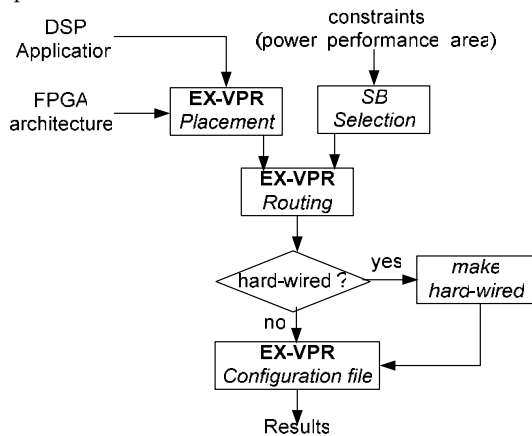 constraints
(power performance area)
DSP
Application
EX-VPR
Placement
SB
Selection
FPGA
architecture
EX-VPR
Routing
hard-wired ?
yes
make
hard-wired
no
EX-VPR
Configuration file
Results